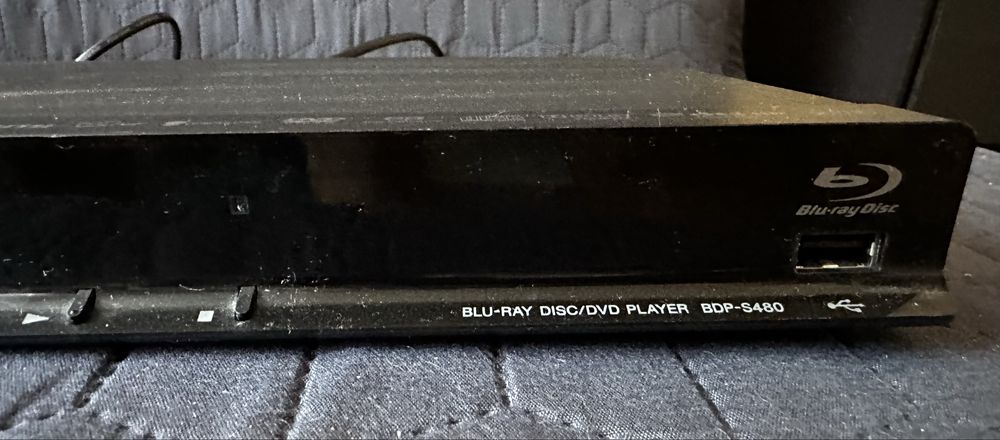 Blu-ray Disc
BLU-RAY DISC/DVD PLAYER BDP-S480